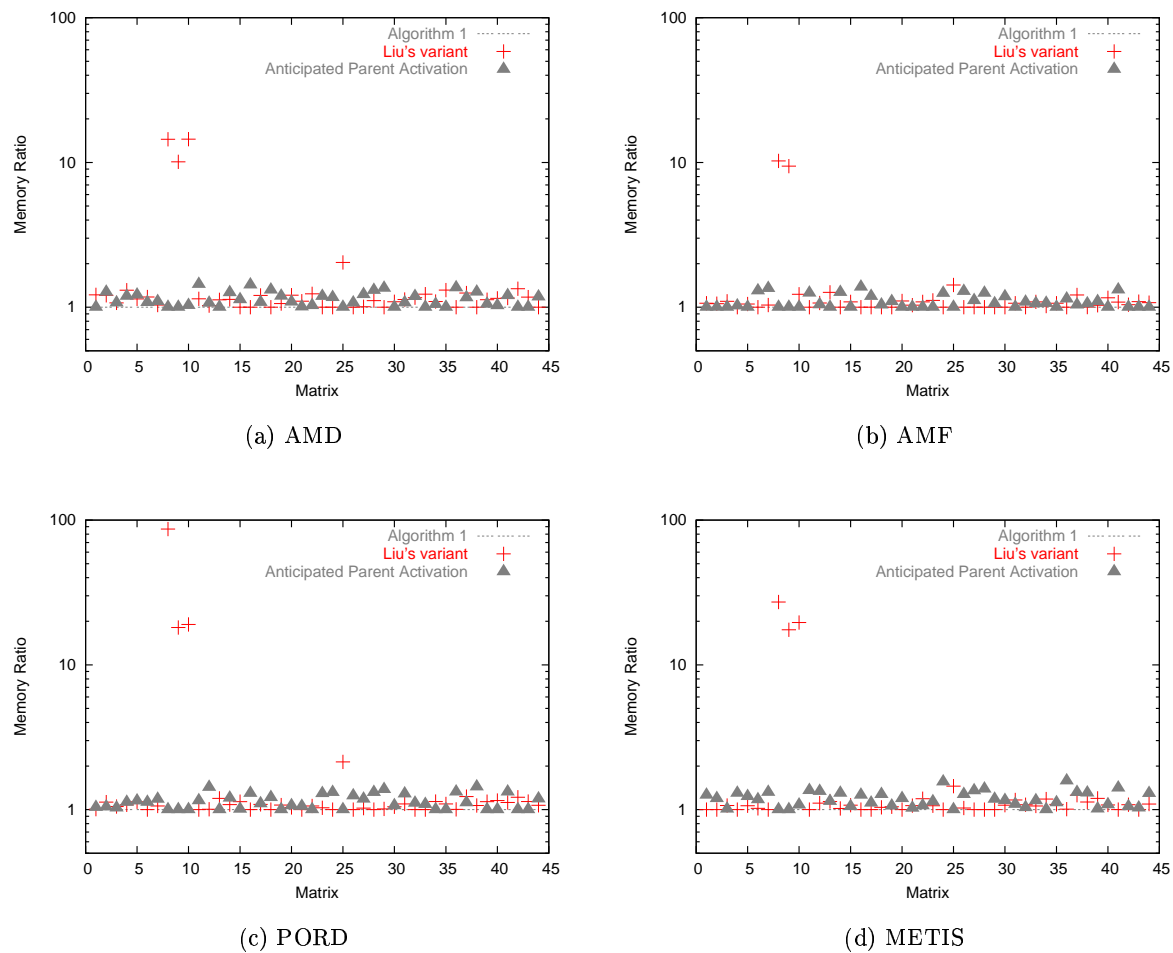 100
10
1
Memory Ratio
Algorithm 1
Liu's variant
Anticipated Parent Activation
0 5 10 15 20 25 30 35 40 45
Matrix
(a) AMD
100
10
1
Memory Ratio
Algorithm 1
Liu's variant
Anticipated Parent Activation
0 5 10 15 20 25 30 35 40 45
Matrix
(b) AMF
100
10
1
Memory Ratio
Algorithm 1
Liu's variant
Anticipated Parent Activation
0 5 10 15 20 25 30 35 40 45
Matrix
(c) PORD
100
10
1
Memory Ratio
Algorithm 1
Liu's variant
Anticipated Parent Activation
0 5 10 15 20 25 30 35 40 45
Matrix
(d) METIS